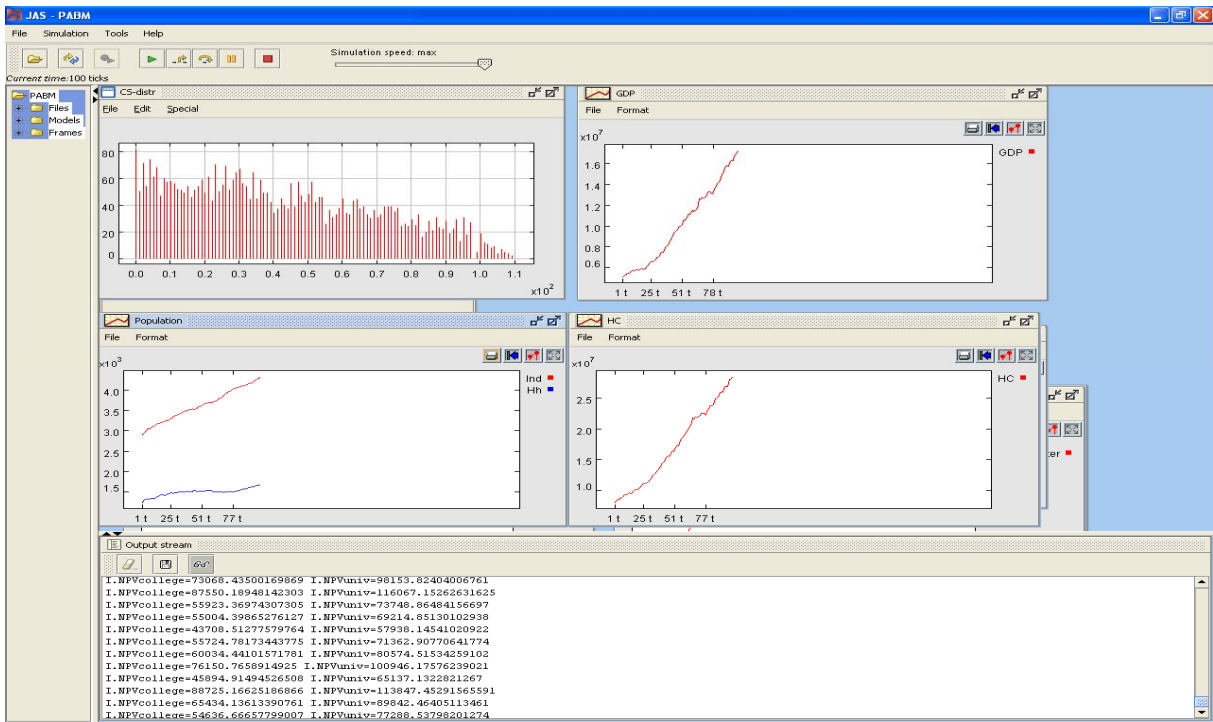 JAS - PABM
File Simulation Tools Help
Simulation speed: max
Current time:100 ticks
PABM
Files
Models
Frames
CS-distr
File Edit Special
80
60
40
20
0
0.0 0.1 0.2 0.3 0.4 0.5 0.6 0.7 0.8 0.9 1.0 1.1
x10²
GDP
File Format
x10⁷
GDP
1.6
1.4
1.2
1.0
0.8
0.6
1 t 25 t 51 t 78 t
Population
File Format
x10³
Ind
Hh
4.0
3.5
3.0
2.5
2.0
1.5
1 t 25 t 51 t 77 t
HC
File Format
x10⁷
HC
2.5
2.0
1.5
1.0
1 t 25 t 51 t 77 t
ter
Output stream
I.NPVcollege=73068.43500169869 I.NPVuniv=98153.82404006761
I.NPVcollege=87550.18948142303 I.NPVuniv=116067.15262631625
I.NPVcollege=55923.36974307305 I.NPVuniv=73748.86484156697
I.NPVcollege=55004.39865276127 I.NPVuniv=69214.85130102938
I.NPVcollege=43708.51277579764 I.NPVuniv=57938.14541020922
I.NPVcollege=55724.78173443775 I.NPVuniv=71362.90770641774
I.NPVcollege=60034.44101571781 I.NPVuniv=80574.51534259102
I.NPVcollege=76150.7658914925 I.NPVuniv=100946.17576239021
I.NPVcollege=45894.91494526508 I.NPVuniv=65137.1322821267
I.NPVcollege=88725.16625186866 I.NPVuniv=113847.45291565591
I.NPVcollege=65434.13613390761 I.NPVuniv=89842.46405113461
I.NPVcollege=54636.66657799007 I.NPVuniv=77288.53798201274